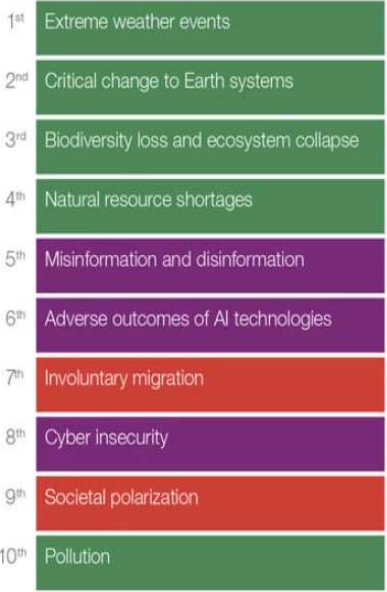 1st Extreme weather events
2nd Critical change to Earth systems
3rd Biodiversity loss and ecosystem collapse
4th Natural resource shortages
5th Misinformation and disinformation
6th Adverse outcomes of AI technologies
7th Involuntary migration
8th Cyber insecurity
9th Societal polarization
10th Pollution